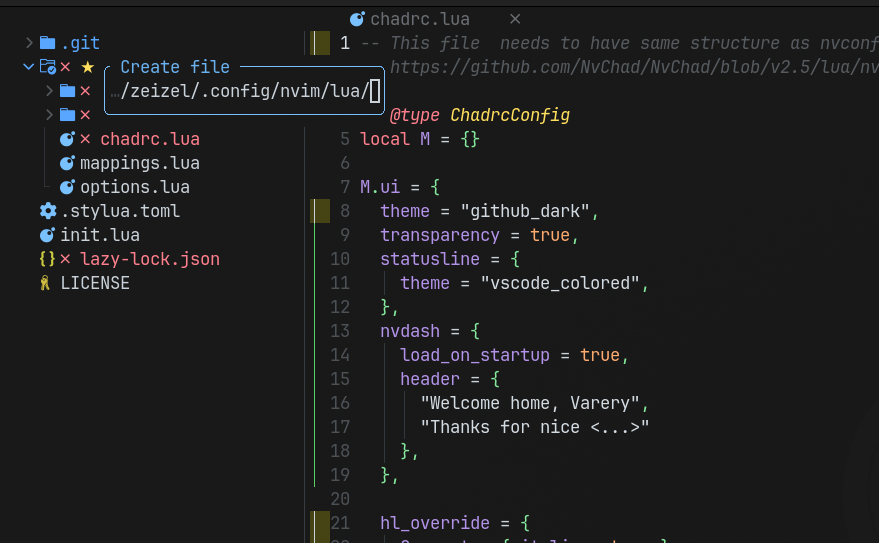 chadrc.lua
.git
Create file
…/zeizel/.config/nvim/lua/
chadrc.lua
mappings.lua
options.lua
.stylua.toml
init.lua
{} lazy-lock.json
LICENSE
1 -- This file  needs to have same structure as nvconf
https://github.com/NvChad/NvChad/blob/v2.5/lua/nv
@type ChadrcConfig
5 local M = {}
6
7 M.ui = {
8 theme = "github_dark",
9 transparency = true,
10 statusline = {
11 theme = "vscode_colored",
12 },
13 nvdash = {
14 load_on_startup = true,
15 header = {
16 "Welcome home, Varery",
17 "Thanks for nice <...>"
18 },
19 },
20
21 hl_override = {